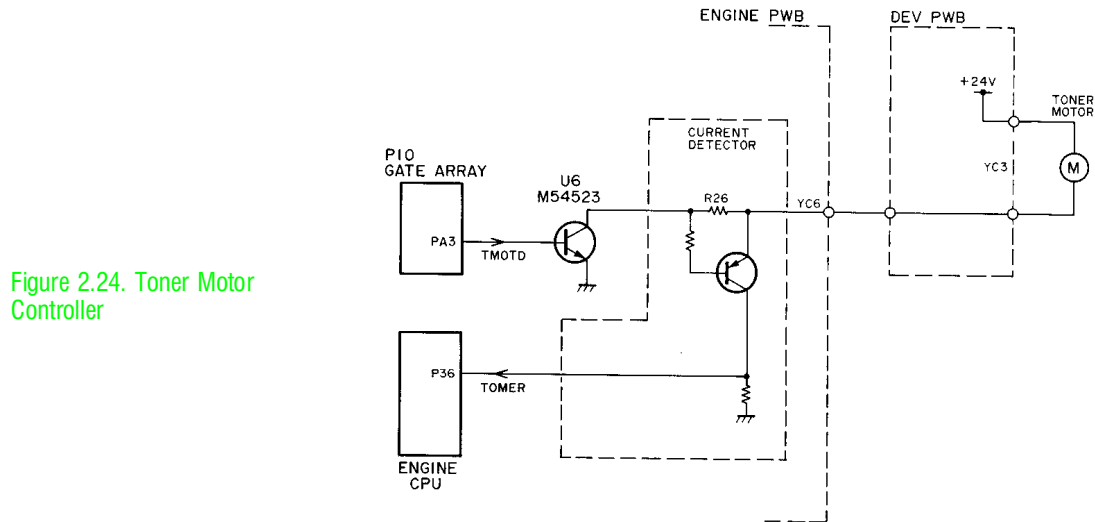 Figure 2.24. Toner Motor
Controller
ENGINE PWB
DEV PWB
+24V
TONER
MOTOR
CURRENT
DETECTOR
PIO
GATE ARRAY
U6
M54523
R26
YC6
YC3
M
PA3
TMOTD
P36
TOMER
ENGINE
CPU